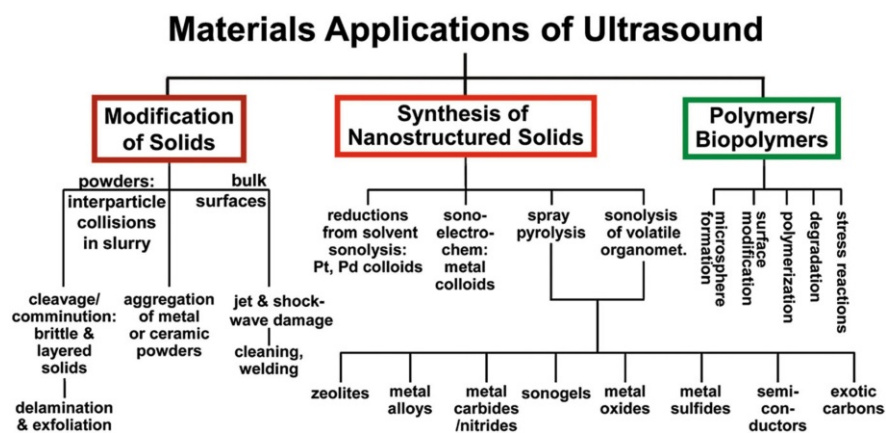 Materials Applications of Ultrasound
Modification
of Solids
Synthesis of
Nanostructured Solids
Polymers/
Biopolymers
powders:
interparticle
collisions
in slurry
bulk
surfaces
cleavage/
comminution:
brittle &
layered
solids
delamination
& exfoliation
aggregation
of metal
or ceramic
powders
jet & shock-
wave damage
cleaning,
welding
reductions
from solvent
sonolysis:
Pt, Pd colloids
sono-
electro-
chem:
metal
colloids
spray
pyrolysis
sonolysis
of volatile
organomet.
zeolites
metal
alloys
metal
carbides
/nitrides
sonogels
metal
oxides
metal
sulfides
semi-
con-
ductors
exotic
carbons
microsphere
formation
surface
modification
polymerization
degradation
stress reactions